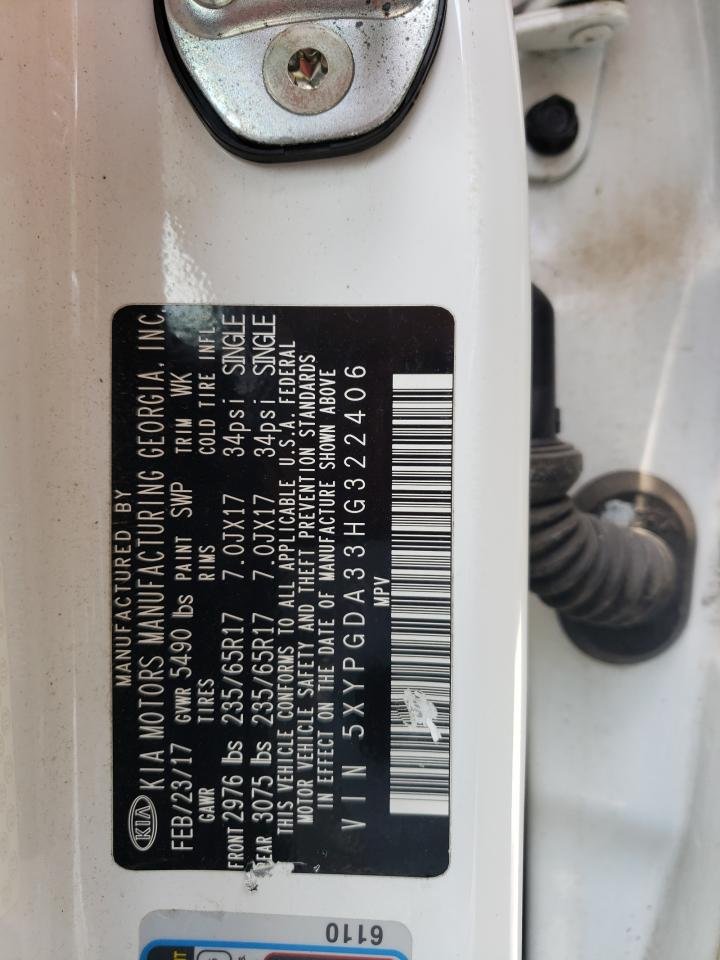 MANUFACTURED BY
KIA KIA MOTORS MANUFACTURING GEORGIA, INC.
FEB/23/17 GVWR 5490 lbs PAINT SWP TRIM WK
GAWR TIRES RIMS COLD TIRE INFL.
FRONT 2976 lbs 235/65R17 7.0JX17 34psi SINGLE
REAR 3075 lbs 235/65R17 7.0JX17 34psi SINGLE
THIS VEHICLE CONFORMS TO ALL APPLICABLE U.S.A. FEDERAL
MOTOR VEHICLE SAFETY AND THEFT PREVENTION STANDARDS
IN EFFECT ON THE DATE OF MANUFACTURE SHOWN ABOVE
VIN 5XYPGDA33HG322406
MPV
6110